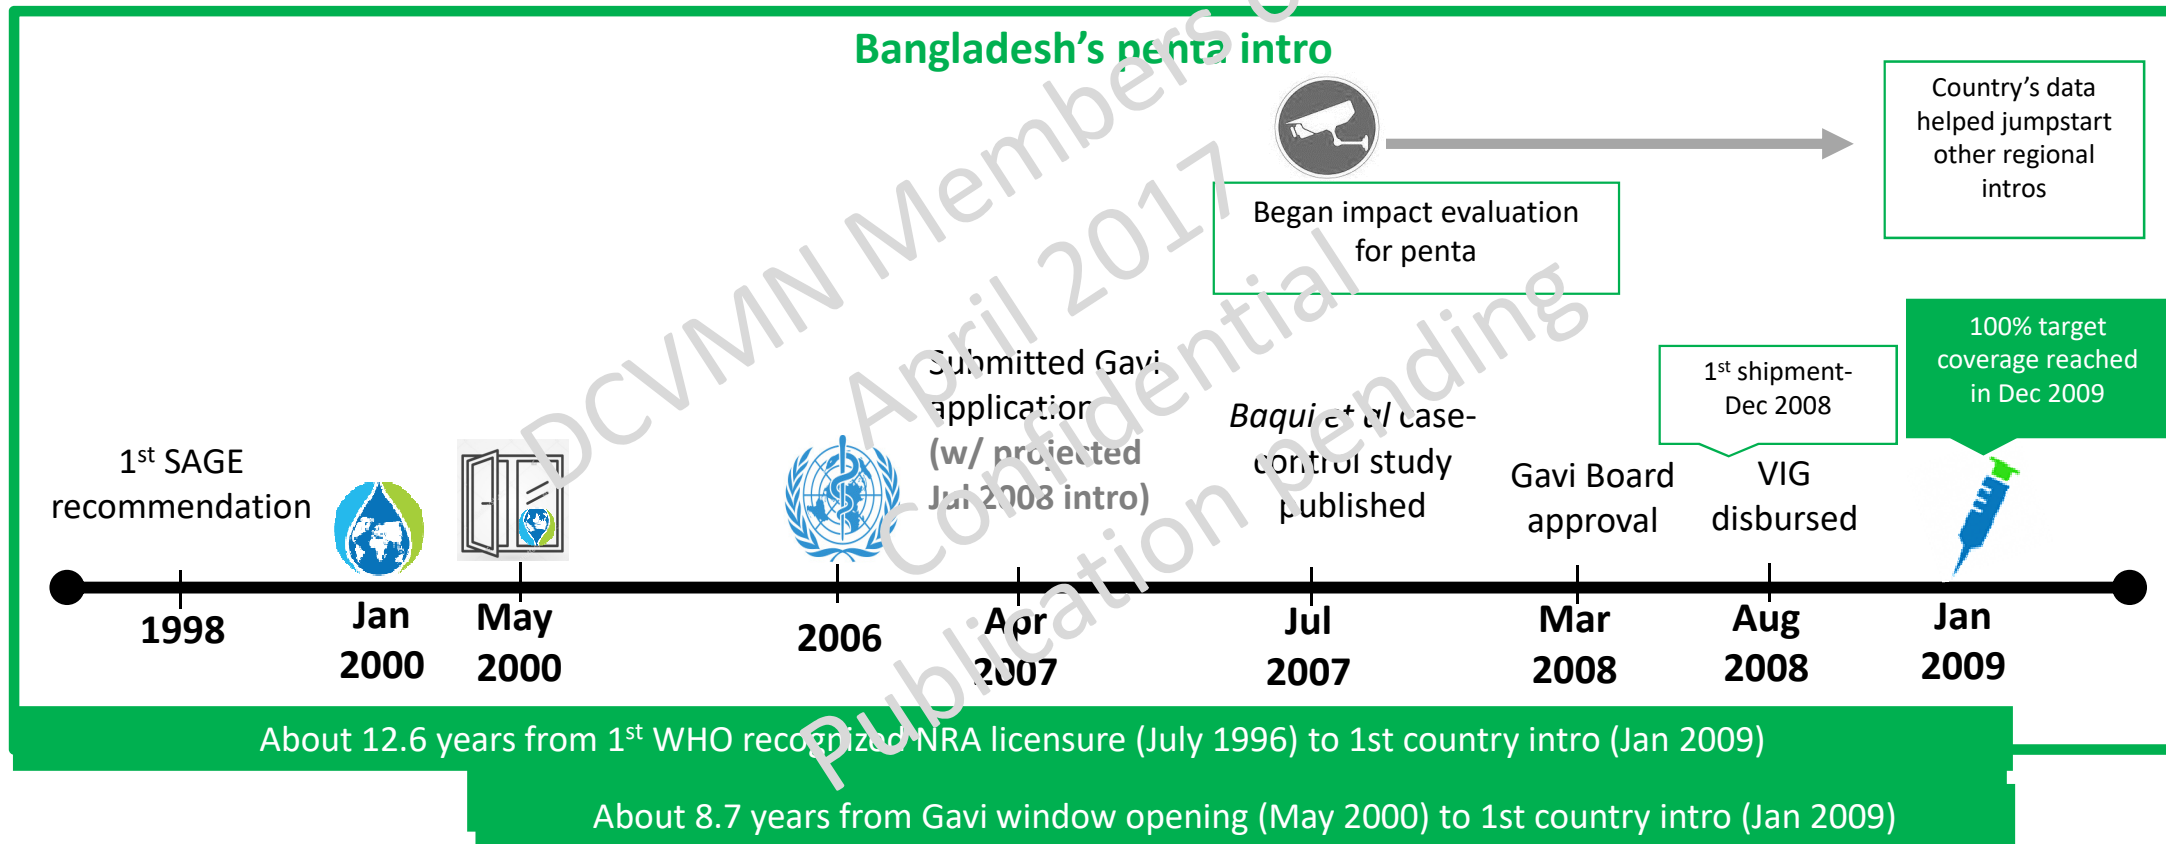 Bangladesh's penta intro
Country's data
helped jumpstart
other regional
intros
Began impact evaluation
for penta
100% target
coverage reached
in Dec 2009
1st shipment-
Dec 2008
Submitted Gavi
application
(w/ projected
Jul 2008 intro)
Baqui et al case-
control study
published
1st SAGE
recommendation
Gavi Board
approval
VIG
disbursed
1998
Jan
2000
May
2000
2006
Apr
2007
Jul
2007
Mar
2008
Aug
2008
Jan
2009
About 12.6 years from 1st WHO recognized NRA licensure (July 1996) to 1st country intro (Jan 2009)
About 8.7 years from Gavi window opening (May 2000) to 1st country intro (Jan 2009)
DCVMN Members
April 2017
Confidential
Publication pending